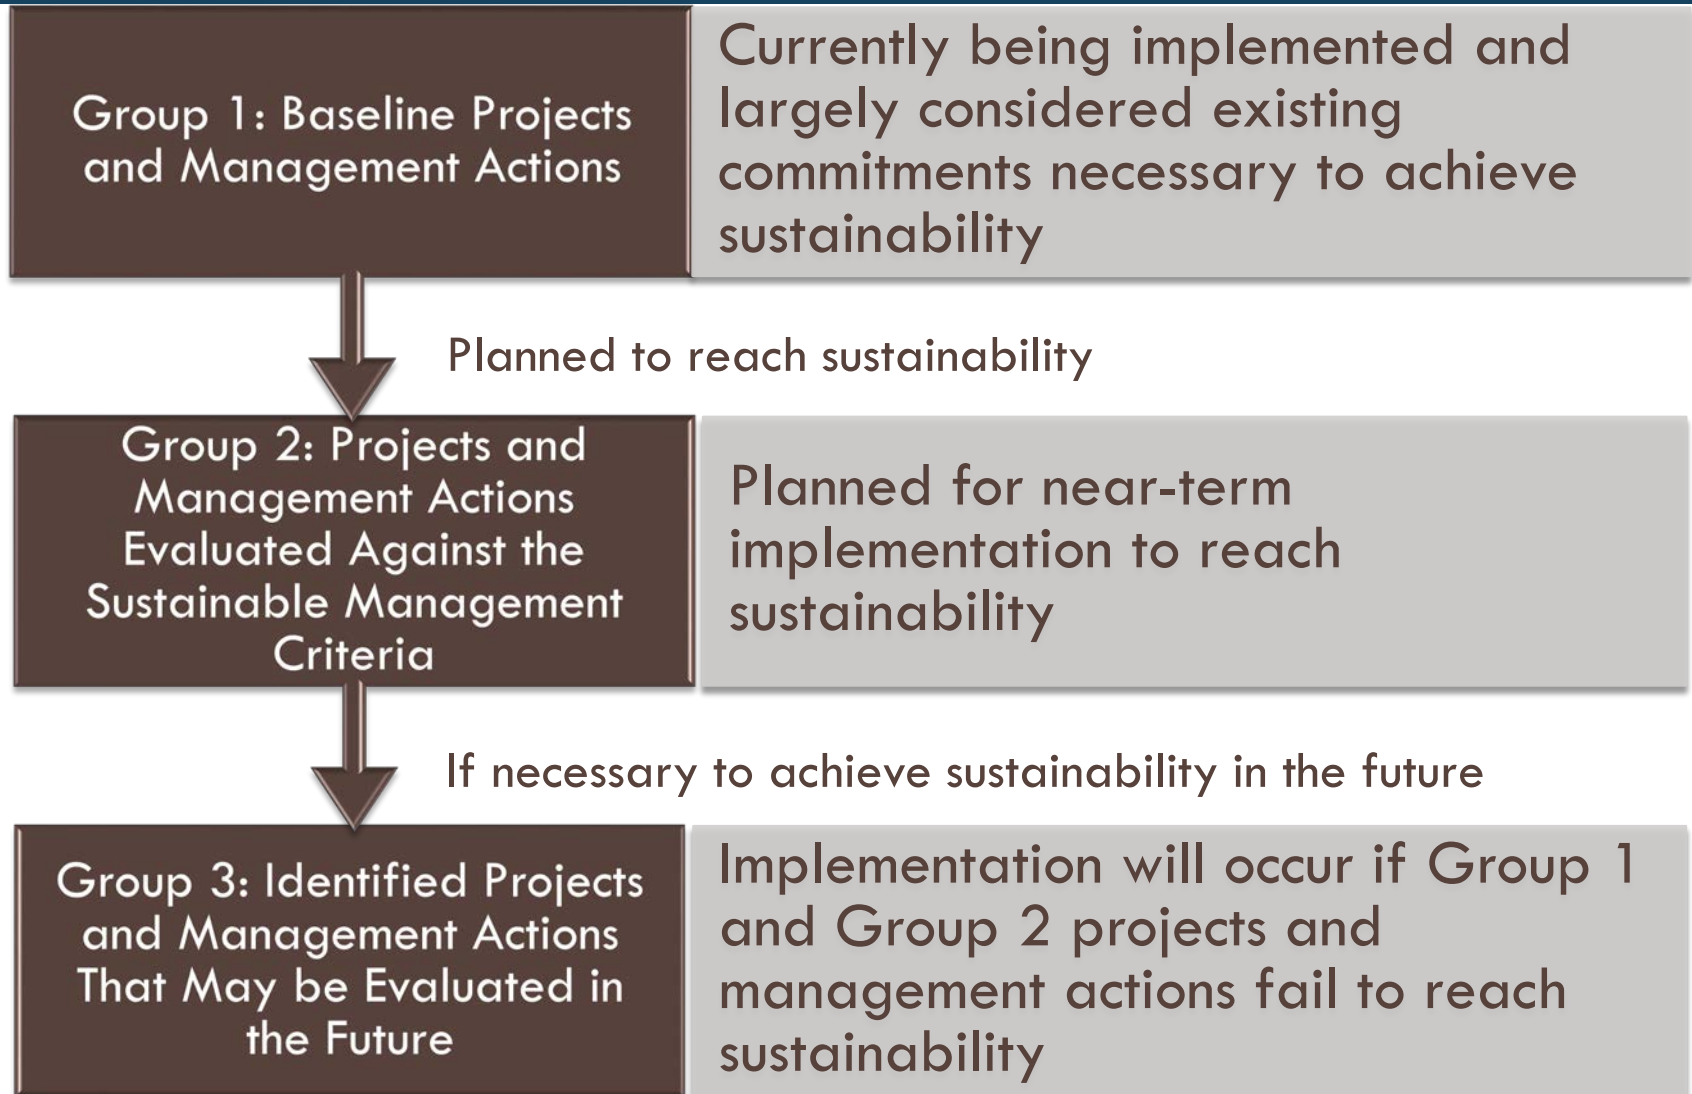 Group 1: Baseline Projects
and Management Actions
Currently being implemented and
largely considered existing
commitments necessary to achieve
sustainability
Planned to reach sustainability
Group 2: Projects and
Management Actions
Evaluated Against the
Sustainable Management
Criteria
Planned for near-term
implementation to reach
sustainability
If necessary to achieve sustainability in the future
Group 3: Identified Projects
and Management Actions
That May be Evaluated in
the Future
Implementation will occur if Group 1
and Group 2 projects and
management actions fail to reach
sustainability